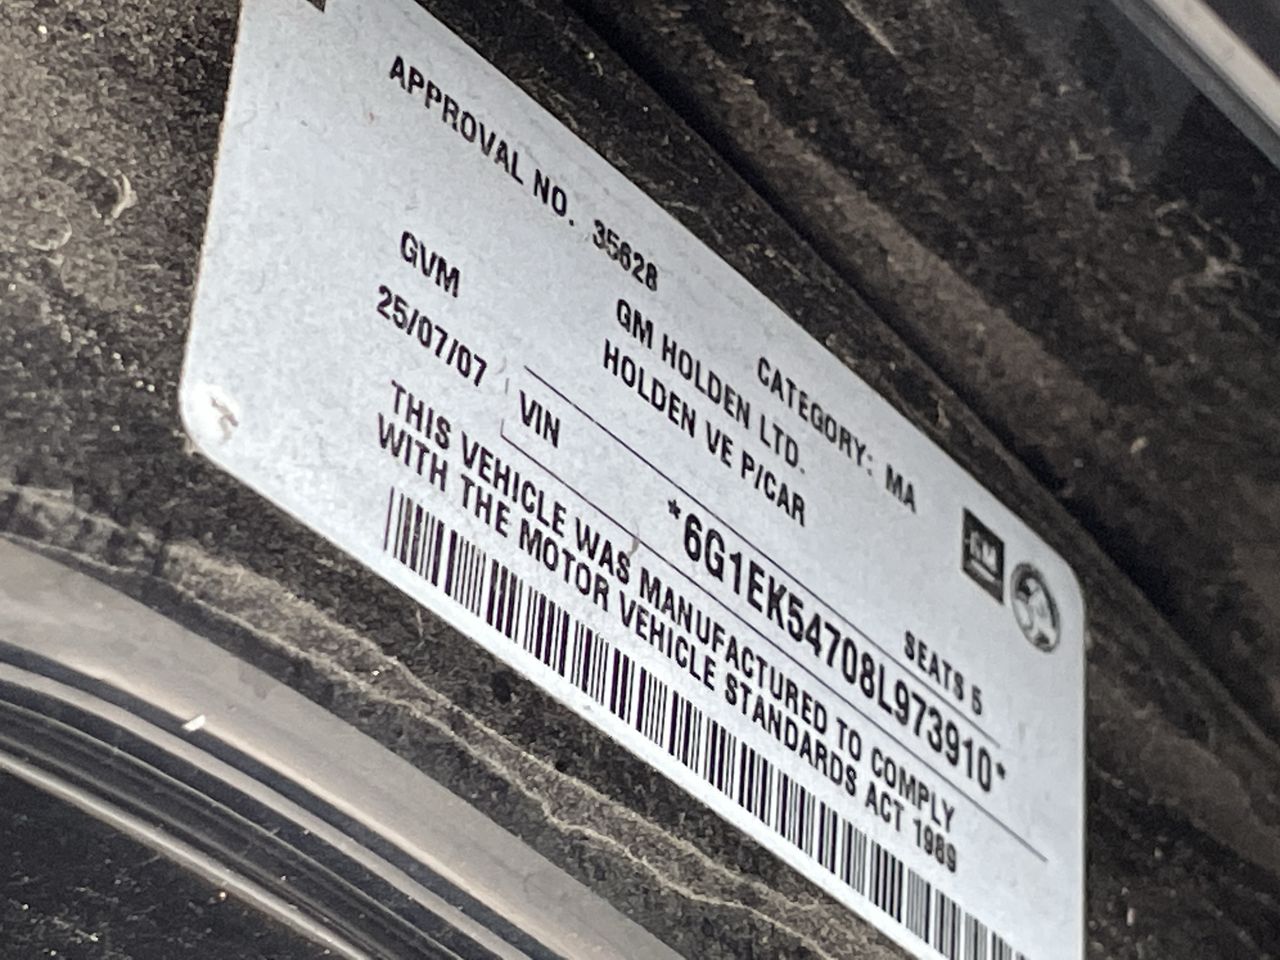 APPROVAL NO. 35628
CATEGORY: MA
GM
GM HOLDEN LTD.
HOLDEN VE P/CAR
GVM
SEATS 5
25/07/07
VIN *6G1EK54708L973910*
THIS VEHICLE WAS MANUFACTURED TO COMPLY
WITH THE MOTOR VEHICLE STANDARDS ACT 1989